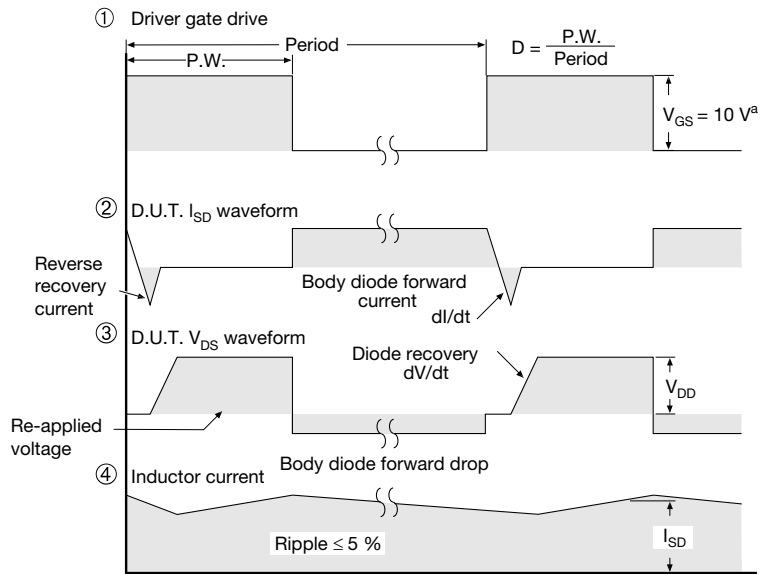 ① Driver gate drive
Period
P.W.
D = P.W. / Period
V_GS = 10 V^a
② D.U.T. I_SD waveform
Reverse
recovery
current
Body diode forward
current
dI/dt
③ D.U.T. V_DS waveform
Diode recovery
dV/dt
V_DD
Re-applied
voltage
Body diode forward drop
④ Inductor current
Ripple ≤ 5 %
I_SD